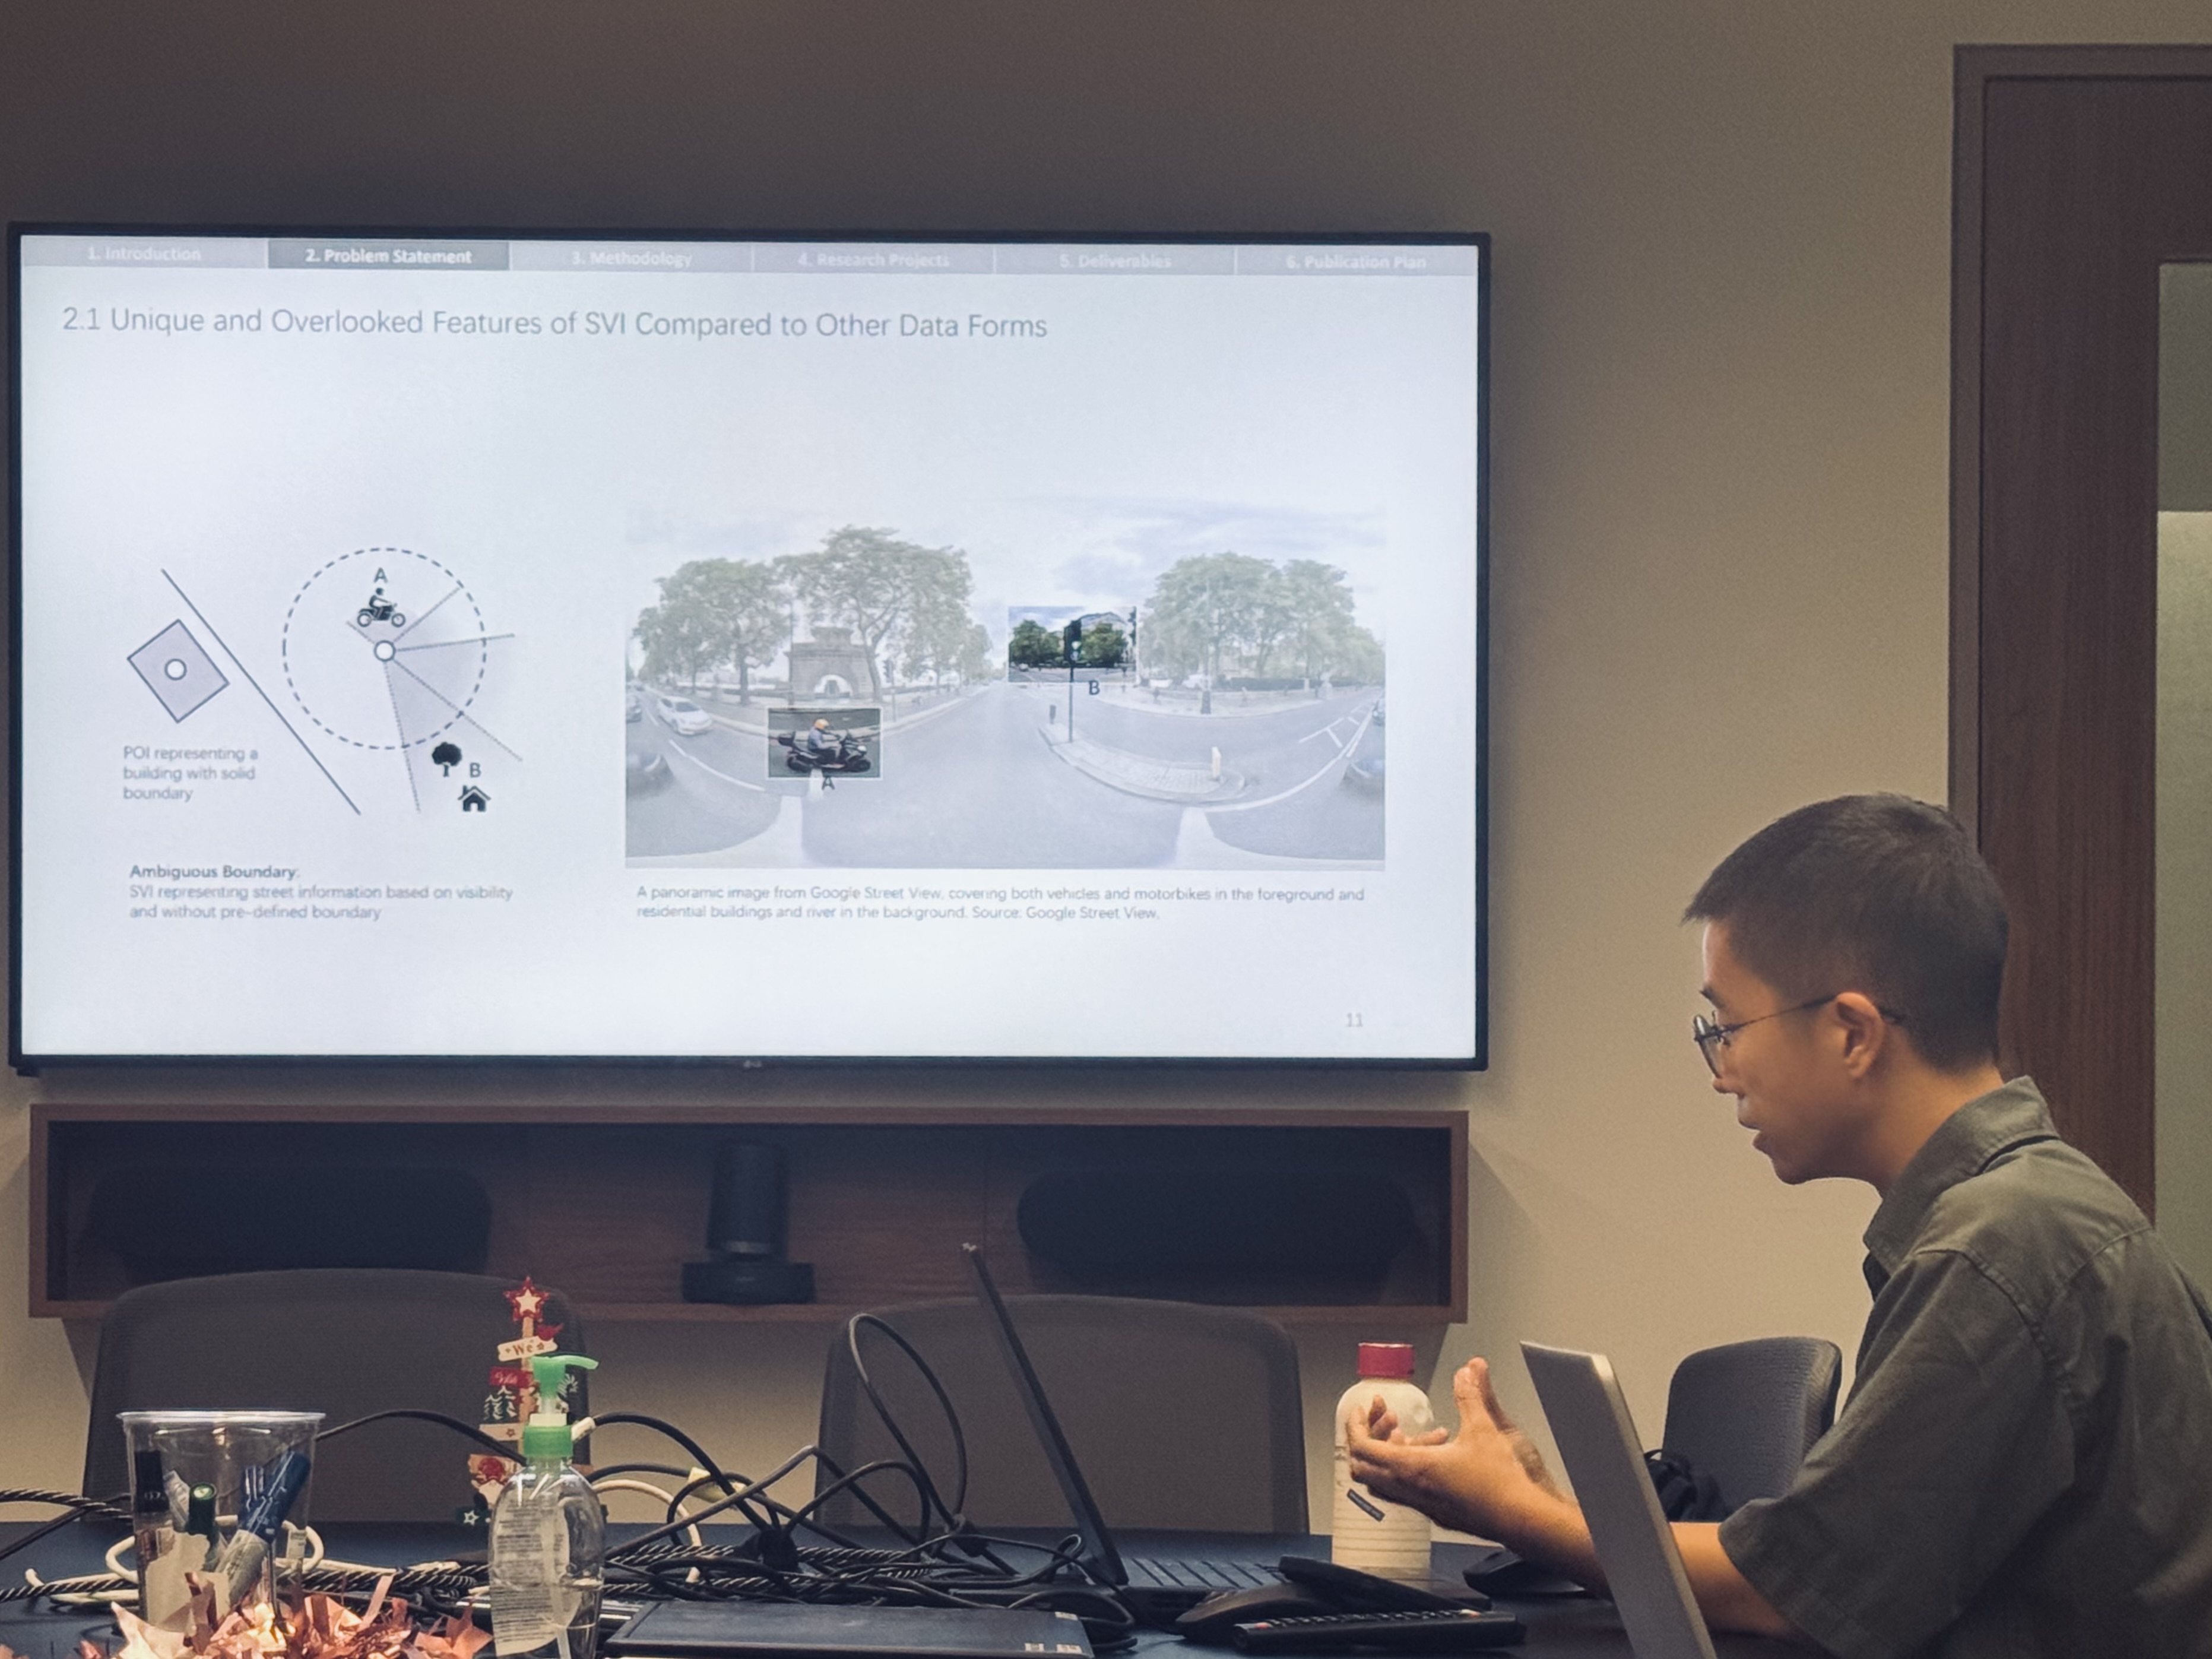 1. Introduction
2. Problem Statement
3. Methodology
4. Research Projects
5. Deliverables
6. Publication Plan
2.1 Unique and Overlooked Features of SVI Compared to Other Data Forms
A
B
POI representing a
building with solid
boundary
Ambiguous Boundary:
SVI representing street information based on visibility
and without pre-defined boundary
B
A
A panoramic image from Google Street View, covering both vehicles and motorbikes in the foreground and
residential buildings and river in the background. Source: Google Street View.
11
LG
We